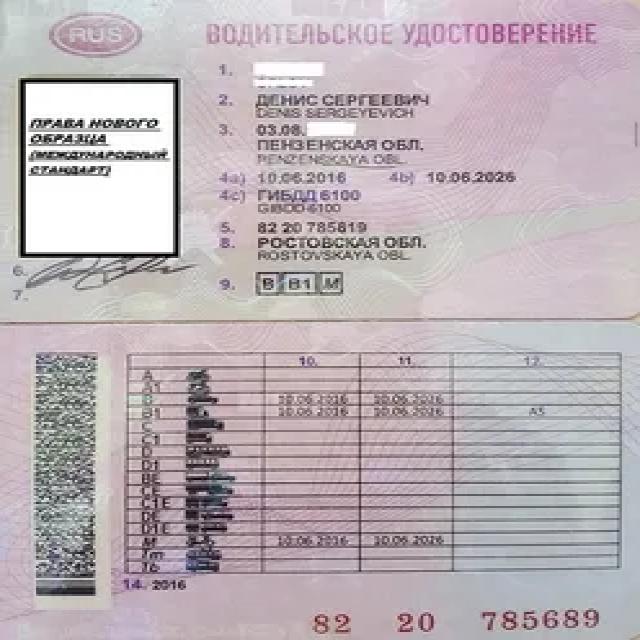 RUS
ВОДИТЕЛЬСКОЕ УДОСТОВЕРЕНИЕ
1.
2. ДЕНИС СЕРГЕЕВИЧ
DENIS SERGEYEVICH
3. 03.08.
ПЕНЗЕНСКАЯ ОБЛ.
PENZENSKAYA OBL.
4a) 10.06.2016 4b) 10.06.2026
4c) ГИБДД 6100
GIBDD 6100
5. 82 20 785619
8. РОСТОВСКАЯ ОБЛ.
ROSTOVSKAYA OBL.
9. B B1 M
ПРАВА НОВОГО
ОБРАЗЦА
(МЕЖДУНАРОДНЫЙ
СТАНДАРТ)
6.
7.
10. 11. 12.
A
A1
B 10.06.2016 10.06.2026
B1 10.06.2016 10.06.2026 AS
C
C1
D
D1
BE
CE
C1E
DE
D1E
M 10.06.2016 10.06.2026
Tm
Tb
14. 2016
82 20 785689